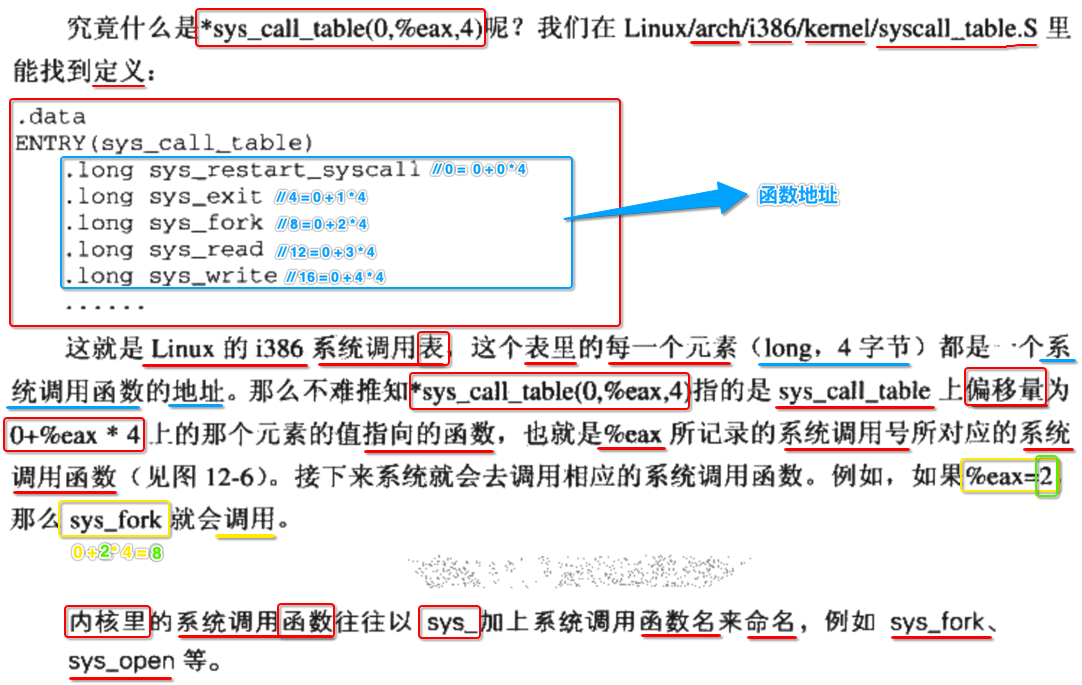 究竟什么是*sys_call_table(0,%eax,4)呢？我们在 Linux/arch/i386/kernel/syscall_table.S 里
能找到定义：
.data
ENTRY(sys_call_table)
.long sys_restart_syscall //0= 0+0*4
.long sys_exit //4=0+1*4
.long sys_fork //8=0+2*4
.long sys_read //12=0+3*4
.long sys_write //16=0+4*4
......
函数地址
这就是 Linux 的 i386 系统调用表，这个表里的每一个元素（long，4 字节）都是一个系
统调用函数的地址。那么不难推知*sys_call_table(0,%eax,4)指的是 sys_call_table 上偏移量为
0+%eax * 4 上的那个元素的值指向的函数，也就是%eax 所记录的系统调用号所对应的系统
调用函数（见图 12-6）。接下来系统就会去调用相应的系统调用函数。例如，如果%eax=2
那么 sys_fork 就会调用。
0+2*4=8
内核里的系统调用函数往往以 sys_加上系统调用函数名来命名，例如 sys_fork、
sys_open 等。